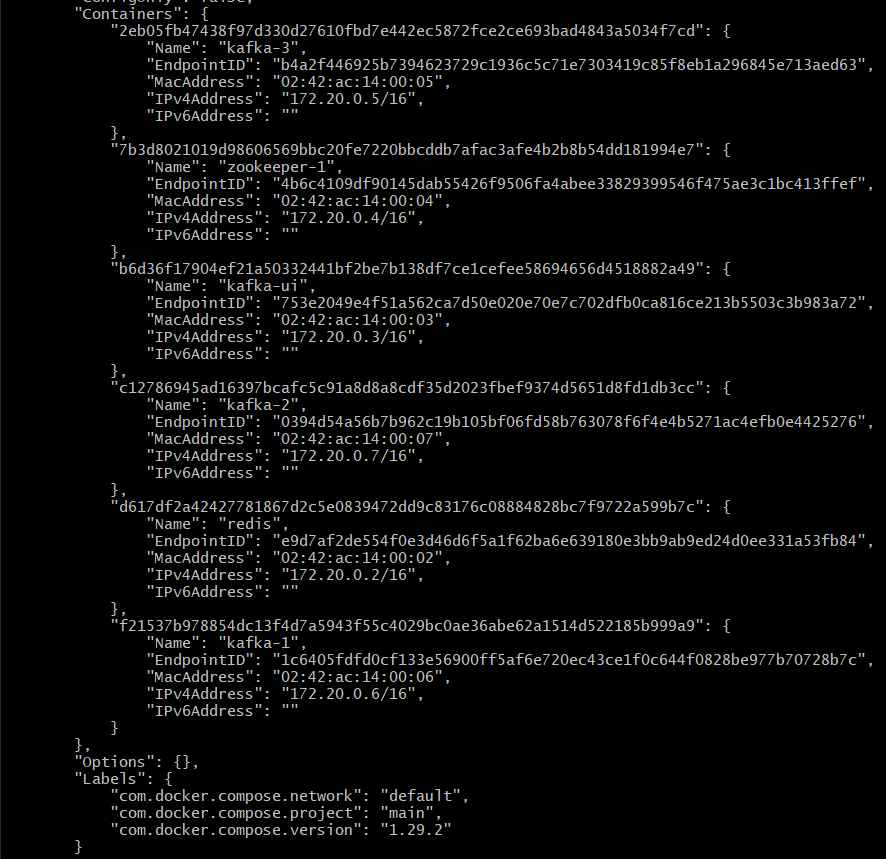 "Containers": {
"2eb05fb47438f97d330d27610fbd7e442ec5872fce2ce693bad4843a5034f7cd": {
"Name": "kafka-3",
"EndpointID": "b4a2f446925b7394623729c1936c5c71e7303419c85f8eb1a296845e713aed63",
"MacAddress": "02:42:ac:14:00:05",
"IPv4Address": "172.20.0.5/16",
"IPv6Address": ""
},
"7b3d8021019d98606569bbc20fe7220bbcddb7afac3afe4b2b8b54dd181994e7": {
"Name": "zookeeper-1",
"EndpointID": "4b6c4109df90145dab55426f9506fa4abee33829399546f475ae3c1bc413ffef",
"MacAddress": "02:42:ac:14:00:04",
"IPv4Address": "172.20.0.4/16",
"IPv6Address": ""
},
"b6d36f17904ef21a50332441bf2be7b138df7ce1cefee58694656d4518882a49": {
"Name": "kafka-ui",
"EndpointID": "753e2049e4f51a562ca7d50e020e70e7c702dfb0ca816ce213b5503c3b983a72",
"MacAddress": "02:42:ac:14:00:03",
"IPv4Address": "172.20.0.3/16",
"IPv6Address": ""
},
"c12786945ad16397bcafc5c91a8d8a8cdf35d2023fbef9374d5651d8fd1db3cc": {
"Name": "kafka-2",
"EndpointID": "0394d54a56b7b962c19b105bf06fd58b763078f6f4e4b5271ac4efb0e4425276",
"MacAddress": "02:42:ac:14:00:07",
"IPv4Address": "172.20.0.7/16",
"IPv6Address": ""
},
"d617df2a42427781867d2c5e0839472dd9c83176c08884828bc7f9722a599b7c": {
"Name": "redis",
"EndpointID": "e9d7af2de554f0e3d46d6f5a1f62ba6e639180e3bb9ab9ed24d0ee331a53fb84",
"MacAddress": "02:42:ac:14:00:02",
"IPv4Address": "172.20.0.2/16",
"IPv6Address": ""
},
"f21537b978854dc13f4d7a5943f55c4029bc0ae36abe62a1514d522185b999a9": {
"Name": "kafka-1",
"EndpointID": "1c6405fdfd0cf133e56900ff5af6e720ec43ce1f0c644f0828be977b70728b7c",
"MacAddress": "02:42:ac:14:00:06",
"IPv4Address": "172.20.0.6/16",
"IPv6Address": ""
}
},
"Options": {},
"Labels": {
"com.docker.compose.network": "default",
"com.docker.compose.project": "main",
"com.docker.compose.version": "1.29.2"
}